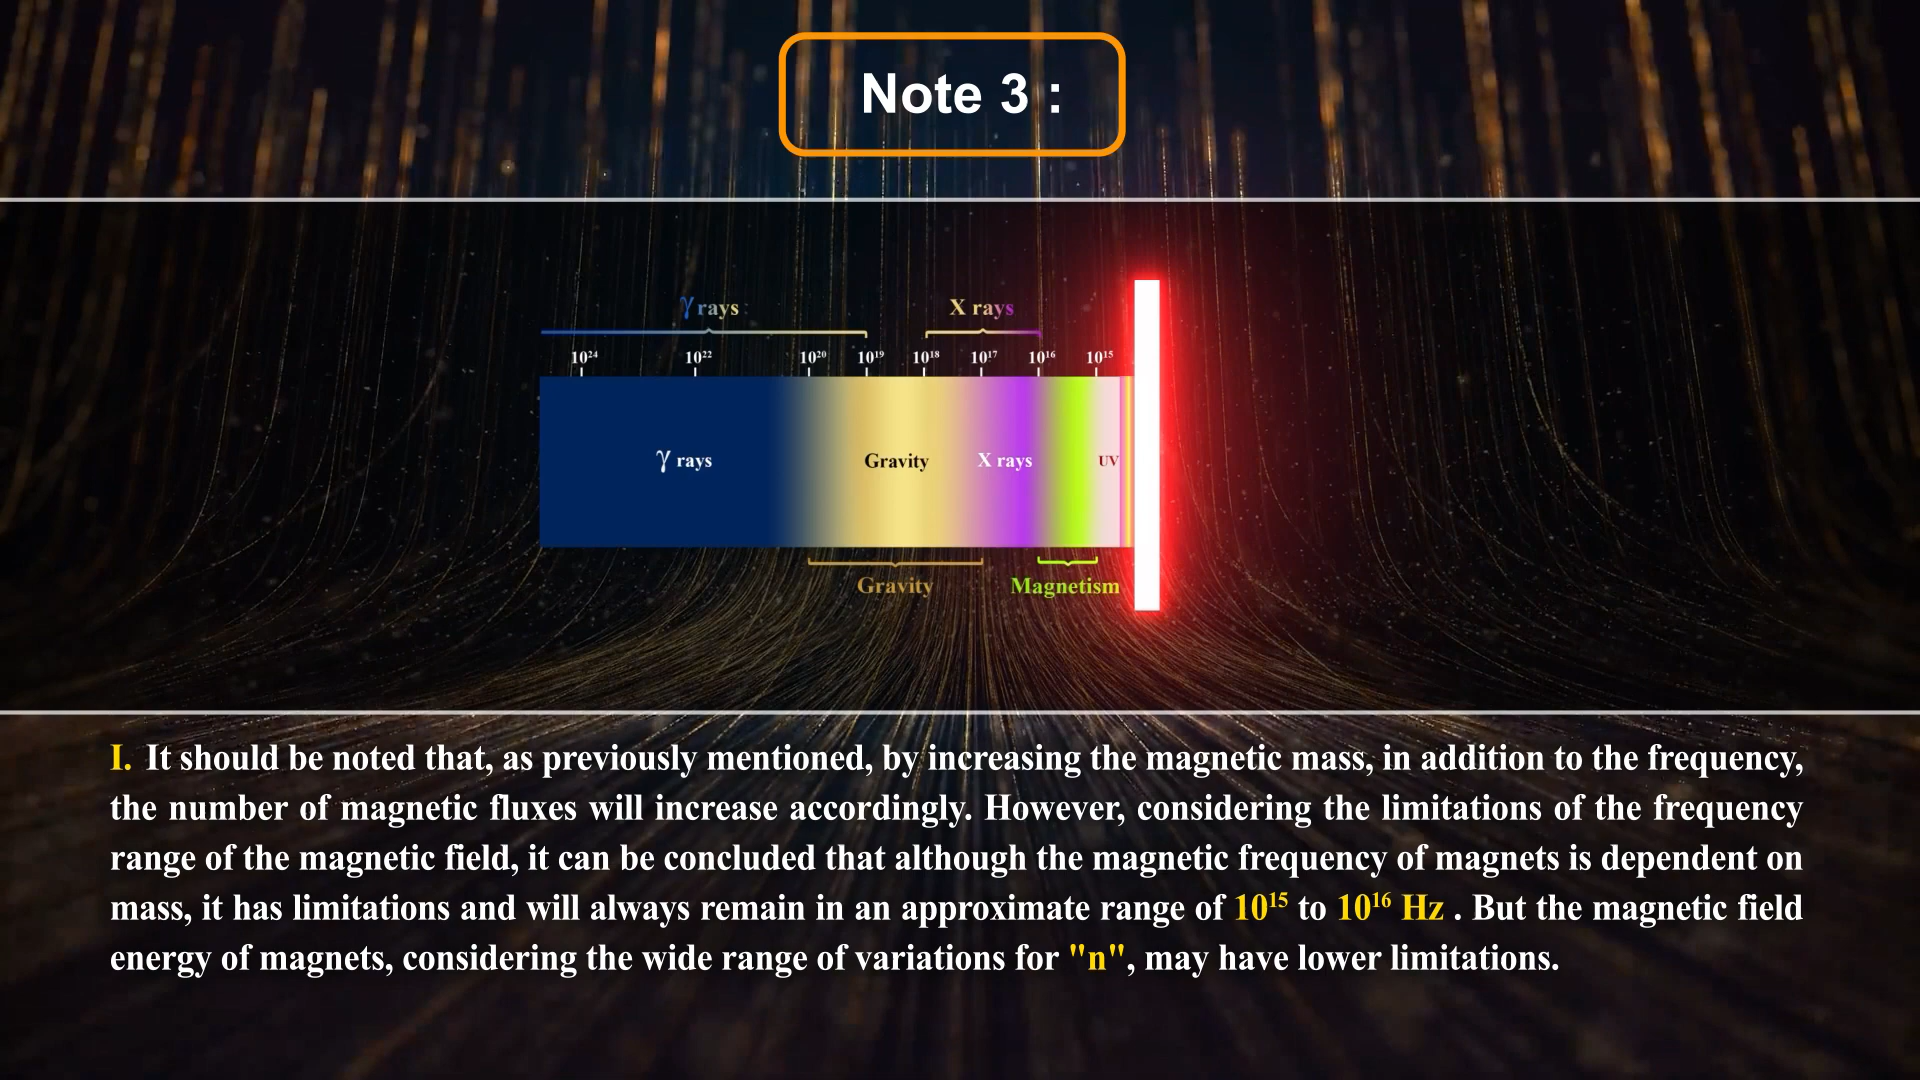 Note 3 :
γ rays
X rays
10²⁴ 10²² 10²⁰ 10¹⁹ 10¹⁸ 10¹⁷ 10¹⁶ 10¹⁵
γ rays Gravity X rays UV
Gravity Magnetism
I. It should be noted that, as previously mentioned, by increasing the magnetic mass, in addition to the frequency,
the number of magnetic fluxes will increase accordingly. However, considering the limitations of the frequency
range of the magnetic field, it can be concluded that although the magnetic frequency of magnets is dependent on
mass, it has limitations and will always remain in an approximate range of 10¹⁵ to 10¹⁶ Hz . But the magnetic field
energy of magnets, considering the wide range of variations for "n", may have lower limitations.